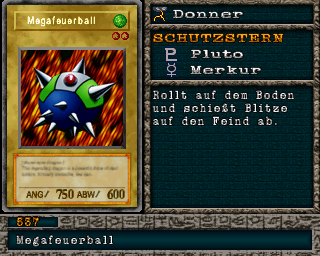 Megafeuerball
ANG/ 750 ABW/ 600
Donner
SCHUTZSTERN
Pluto
Merkur
Rollt auf dem Boden
und schießt Blitze
auf den Feind ab.
537
Megafeuerball